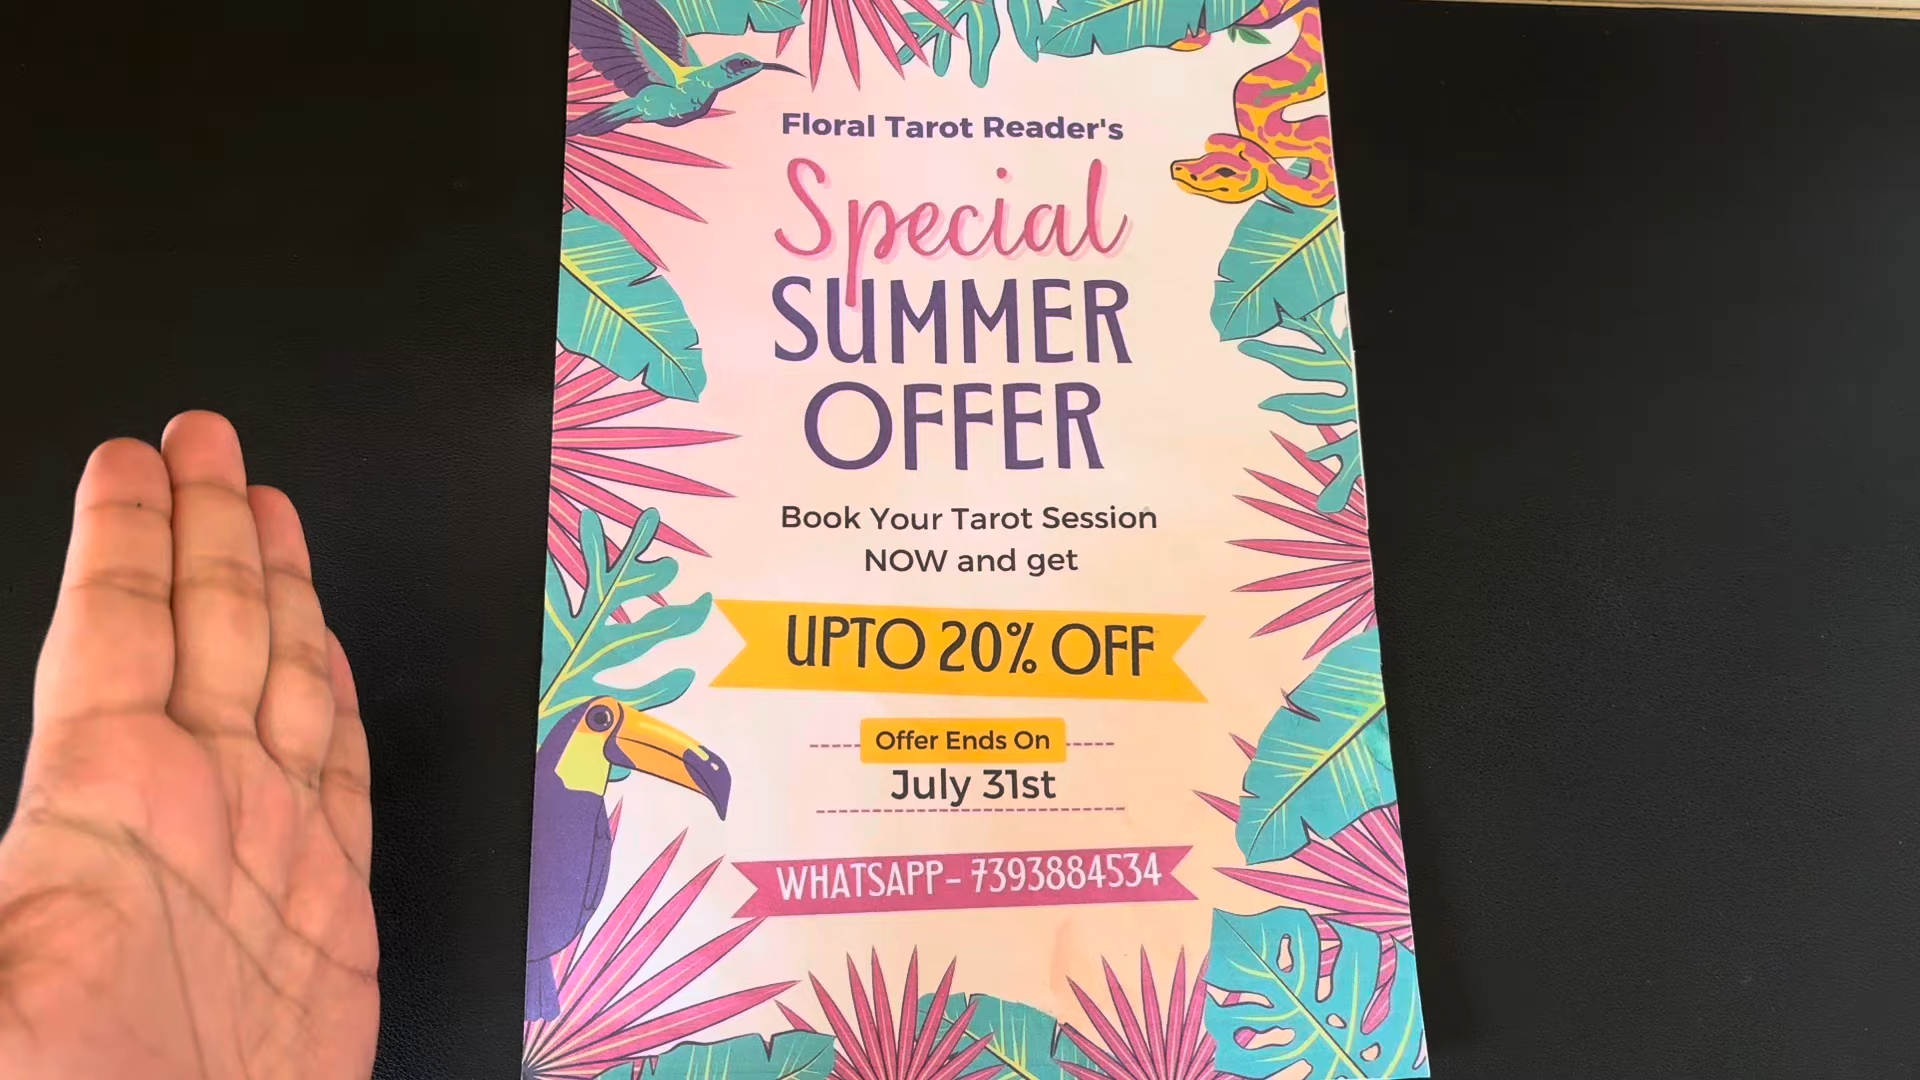 Floral Tarot Reader's
Special
SUMMER
OFFER
Book Your Tarot Session
NOW and get
UPTO 20% OFF
Offer Ends On
July 31st
WHATSAPP- 7393884534